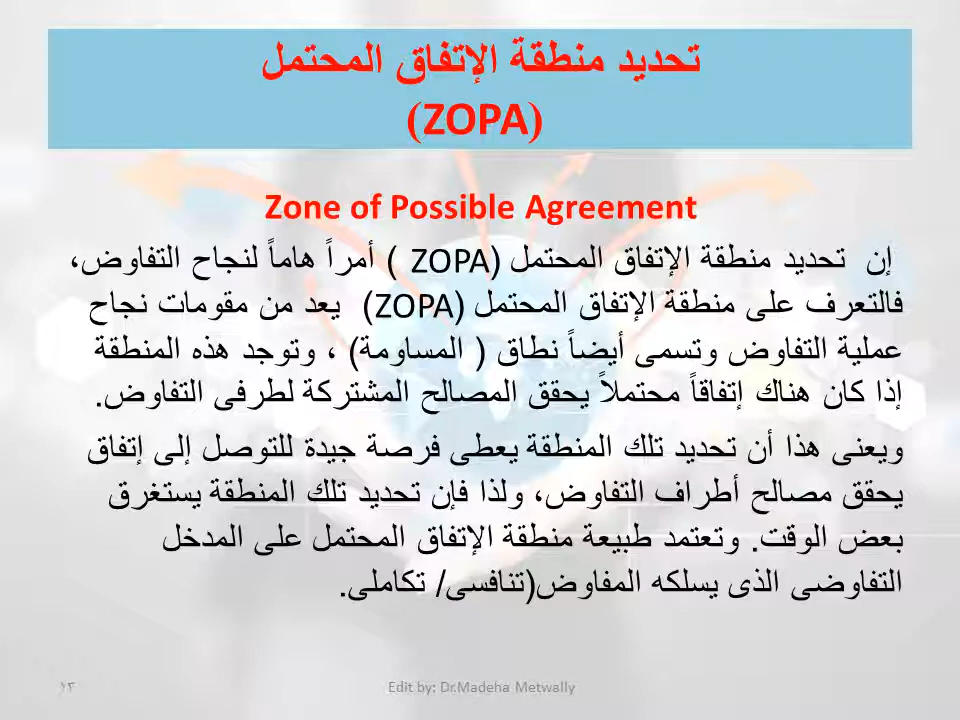 تحديد منطقة الإتفاق المحتمل
(ZOPA)
Zone of Possible Agreement
إن تحديد منطقة الإتفاق المحتمل (ZOPA ) أمراً هاماً لنجاح التفاوض،
فالتعرف على منطقة الإتفاق المحتمل (ZOPA) يعد من مقومات نجاح
عملية التفاوض وتسمى أيضاً نطاق ( المساومة) ، وتوجد هذه المنطقة
إذا كان هناك إتفاقاً محتملاً يحقق المصالح المشتركة لطرفى التفاوض.
ويعنى هذا أن تحديد تلك المنطقة يعطى فرصة جيدة للتوصل إلى إتفاق
يحقق مصالح أطراف التفاوض، ولذا فإن تحديد تلك المنطقة يستغرق
بعض الوقت. وتعتمد طبيعة منطقة الإتفاق المحتمل على المدخل
التفاوضى الذى يسلكه المفاوض(تنافسى/ تكاملى.
Edit by: Dr.Madeha Metwally
١٣